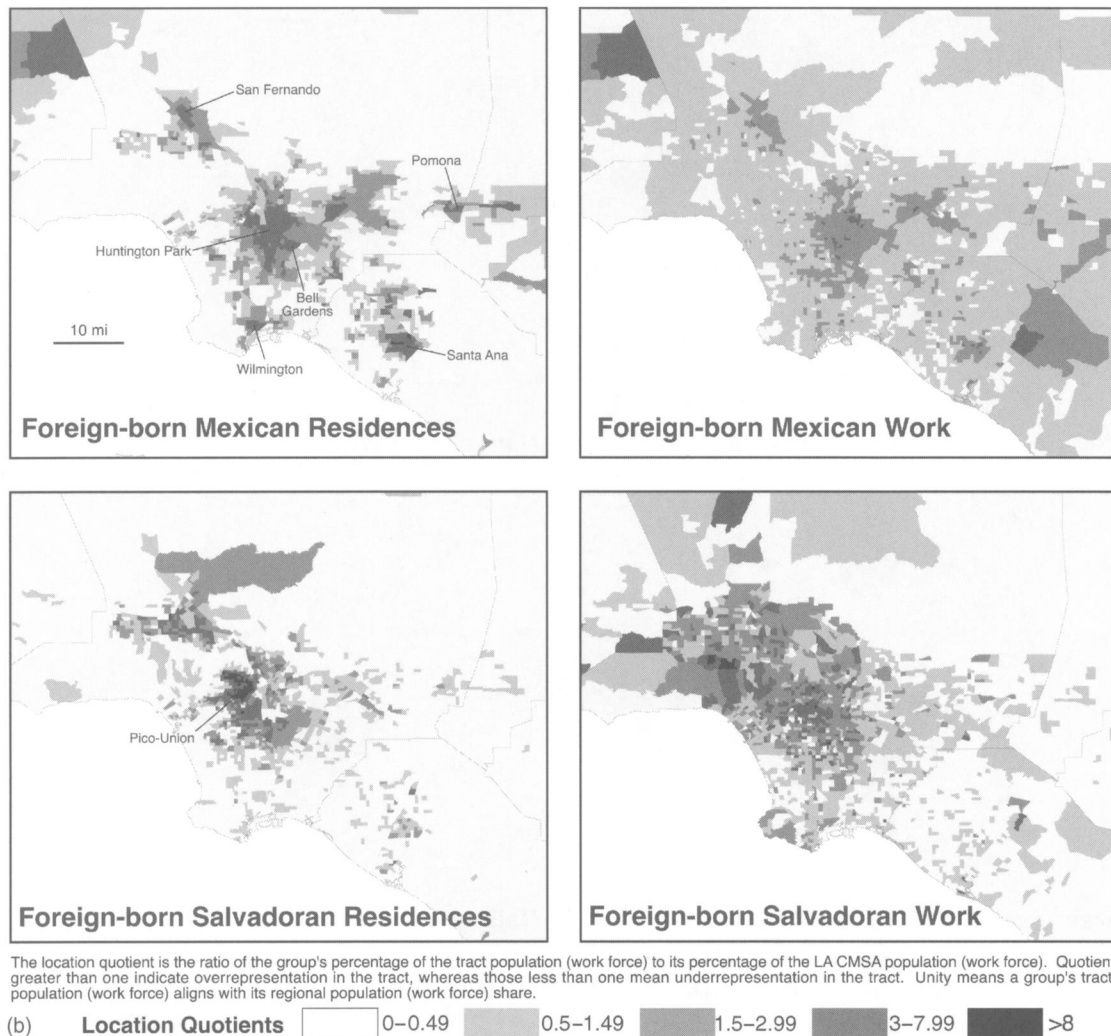 San Fernando
Pomona
Huntington Park
Bell
Gardens
10 mi
Wilmington
Santa Ana
Foreign-born Mexican Residences
Foreign-born Mexican Work
Pico-Union
Foreign-born Salvadoran Residences
Foreign-born Salvadoran Work
The location quotient is the ratio of the group's percentage of the tract population (work force) to its percentage of the LA CMSA population (work force). Quotient
greater than one indicate overrepresentation in the tract, whereas those less than one mean underrepresentation in the tract. Unity means a group's tract
population (work force) aligns with its regional population (work force) share.
(b) Location Quotients 0–0.49 0.5–1.49 1.5–2.99 3–7.99 >8